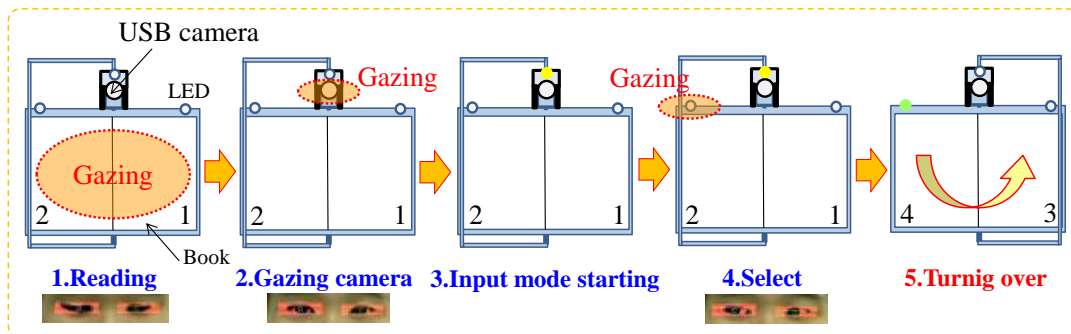 USB camera
LED
Gazing
2
1
Book
1.Reading
Gazing
2
1
2.Gazing camera
2
1
3.Input mode starting
Gazing
2
1
4.Select
4
3
5.Turnig over